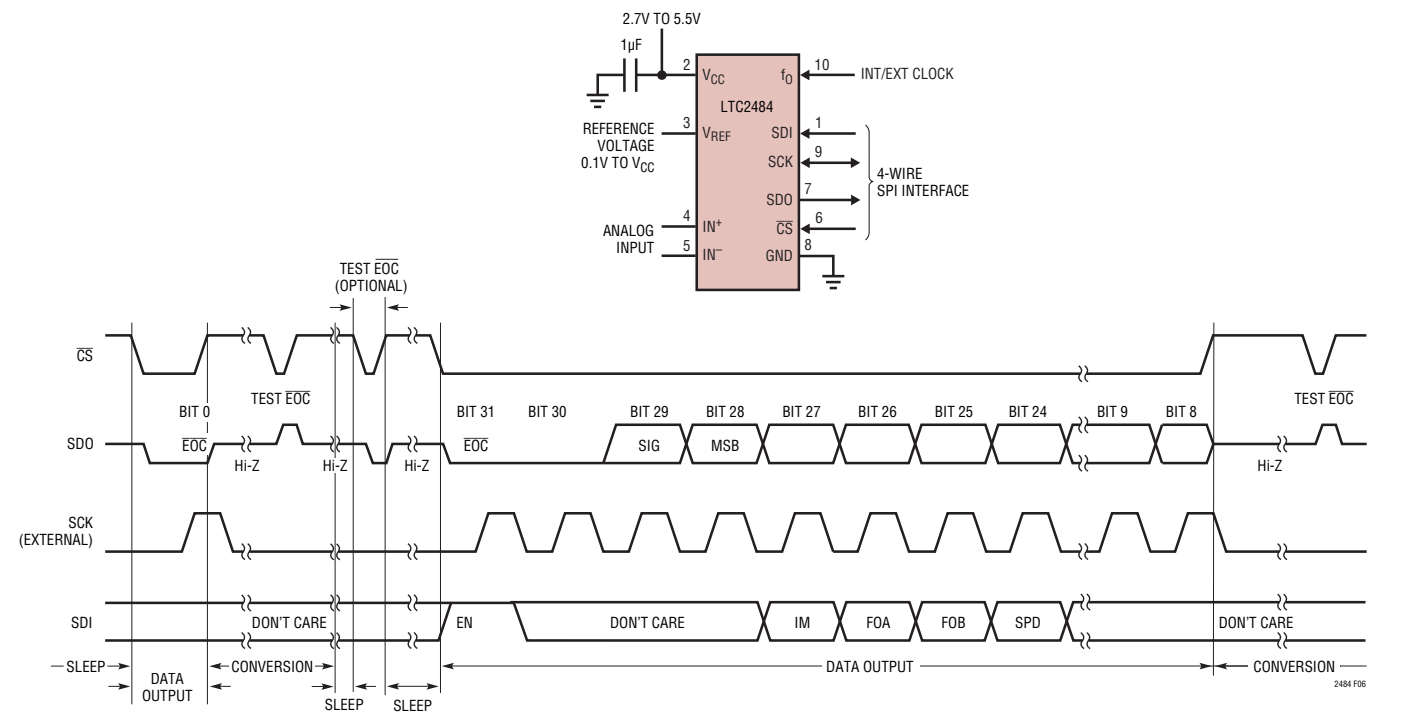 2.7V TO 5.5V
1µF
2
VCC
fO
10
INT/EXT CLOCK
LTC2484
REFERENCE
VOLTAGE
0.1V TO VCC
3
VREF
SDI
1
SCK
9
4-WIRE
SPI INTERFACE
SDO
7
ANALOG
INPUT
4
IN+
CS
6
5
IN–
GND
8
TEST EOC
(OPTIONAL)
CS
TEST EOC
TEST EOC
BIT 0
BIT 31
BIT 30
BIT 29
BIT 28
BIT 27
BIT 26
BIT 25
BIT 24
BIT 9
BIT 8
SDO
EOC
EOC
SIG
MSB
Hi-Z
Hi-Z
Hi-Z
Hi-Z
SCK
(EXTERNAL)
SDI
DON'T CARE
EN
DON'T CARE
IM
FOA
FOB
SPD
DON'T CARE
SLEEP
DATA
OUTPUT
CONVERSION
SLEEP
SLEEP
DATA OUTPUT
CONVERSION
2484 F06